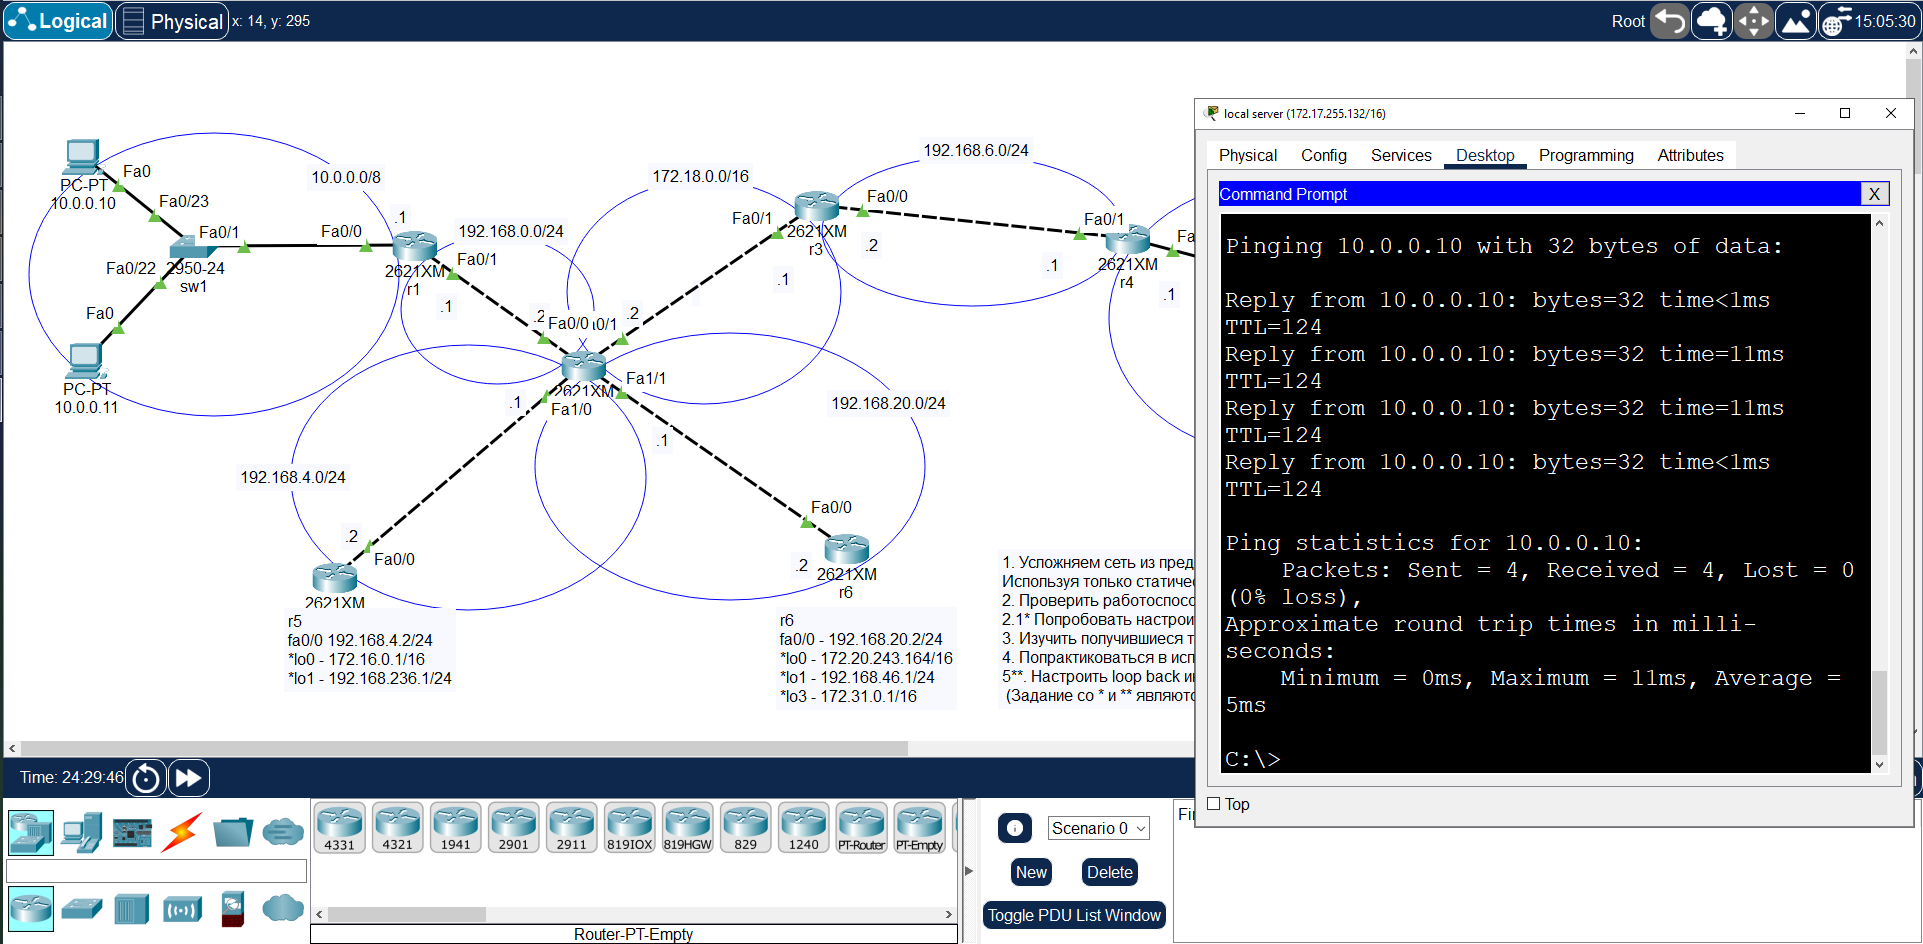 Logical
Physical
x: 14, y: 295
Root
15:05:30
local server (172.17.255.132/16)
Physical
Config
Services
Desktop
Programming
Attributes
Command Prompt
X
Pinging 10.0.0.10 with 32 bytes of data:
Reply from 10.0.0.10: bytes=32 time<1ms
TTL=124
Reply from 10.0.0.10: bytes=32 time=11ms
TTL=124
Reply from 10.0.0.10: bytes=32 time=11ms
TTL=124
Reply from 10.0.0.10: bytes=32 time<1ms
TTL=124
Ping statistics for 10.0.0.10:
Packets: Sent = 4, Received = 4, Lost = 0
(0% loss),
Approximate round trip times in milli-
seconds:
Minimum = 0ms, Maximum = 11ms, Average =
5ms
C:\>
Top
PC-PT
10.0.0.10
Fa0
Fa0/23
10.0.0.0/8
Fa0/1
Fa0/22
2950-24
sw1
Fa0
PC-PT
10.0.0.11
Fa0/0
.1
2621XM
r1
Fa0/1
.1
192.168.0.0/24
172.18.0.0/16
.2
Fa0/0
.2
2621XM
Fa1/1
.1
Fa1/0
.1
Fa0/1
2621XM
r3
.1
Fa0/0
.2
192.168.6.0/24
Fa0/1
.1
2621XM
r4
Fa
.1
192.168.20.0/24
192.168.4.0/24
.2
Fa0/0
2621XM
r5
fa0/0 192.168.4.2/24
*lo0 - 172.16.0.1/16
*lo1 - 192.168.236.1/24
Fa0/0
.2
2621XM
r6
r6
fa0/0 - 192.168.20.2/24
*lo0 - 172.20.243.164/16
*lo1 - 192.168.46.1/24
*lo3 - 172.31.0.1/16
1. Усложняем сеть из пред
Используя только статичес
2. Проверить работоспосо
2.1* Попробовать настрои
3. Изучить получившиеся т
4. Попрактиковаться в исп
5**. Настроить loop back и
(Задание со * и ** являютс
Time: 24:29:46
4331
4321
1941
2901
2911
819IOX
819HGW
829
1240
PT-Router
PT-Empty
Router-PT-Empty
Scenario 0
New
Delete
Toggle PDU List Window
Fi